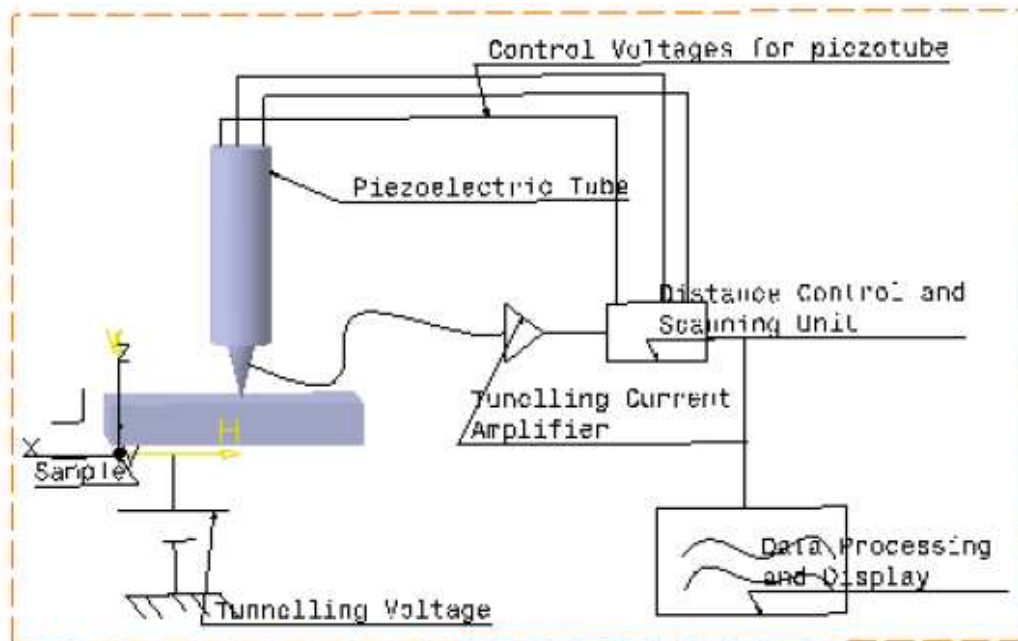 Control Voltages for piezotube
Piezoelectric Tube
Distance Control and
Scanning Unit
Tunelling Current
Amplifier
Z
H
X
Sample
Data Processing
and Display
Tunnelling Voltage